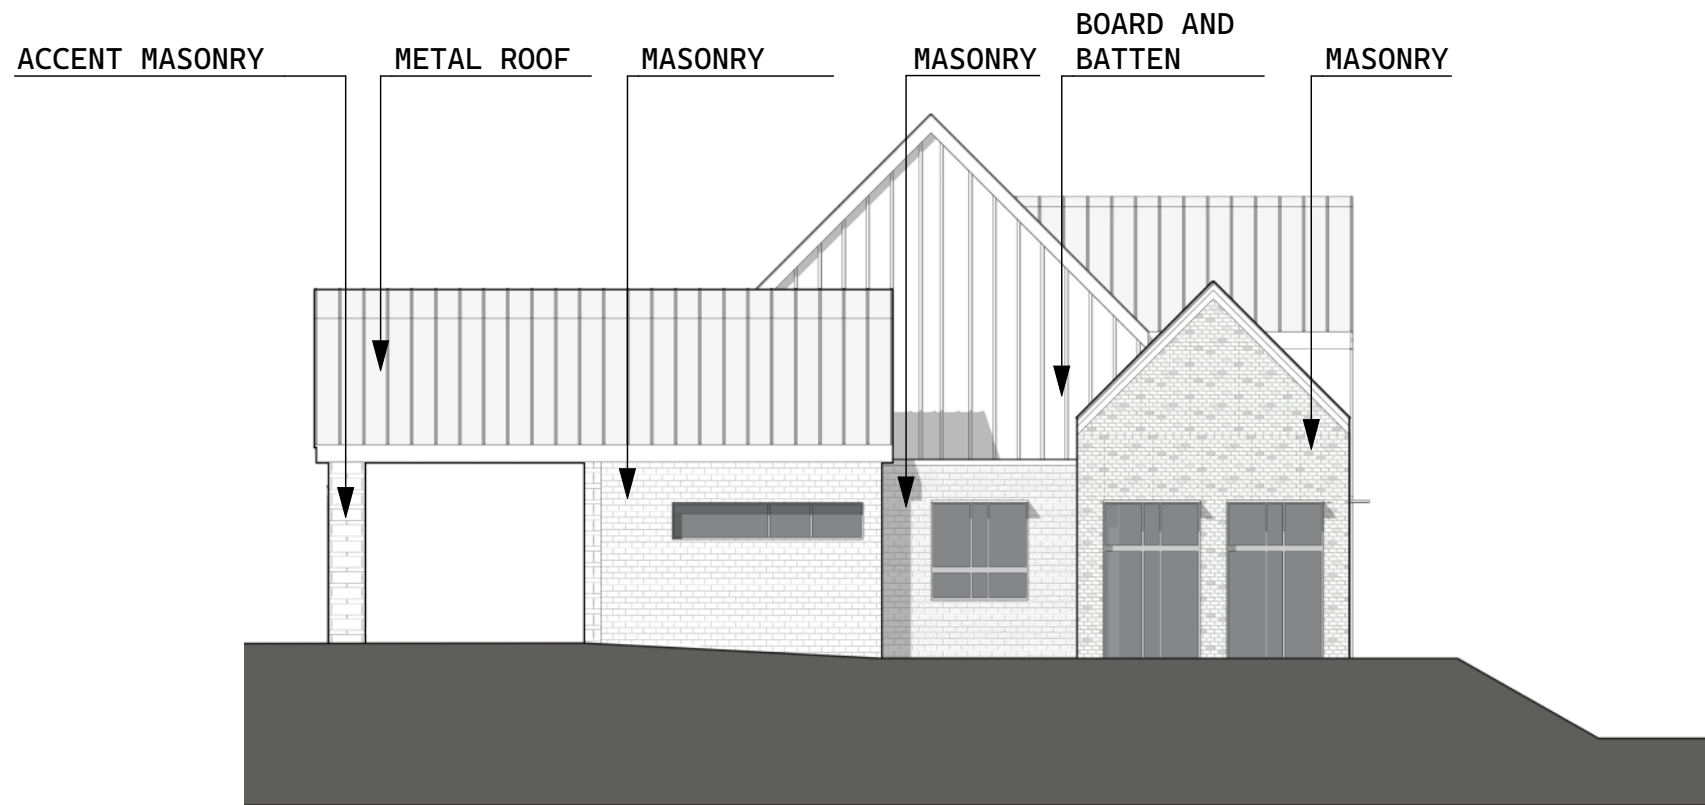 ACCENT MASONRY
METAL ROOF
MASONRY
MASONRY
BOARD AND
BATTEN
MASONRY